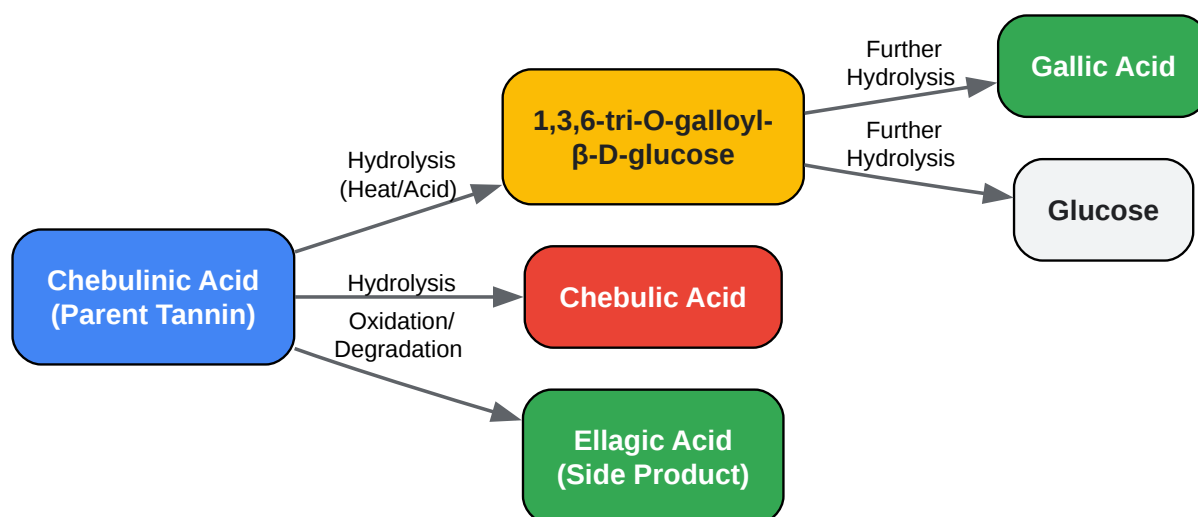 Chebulinic Acid
(Parent Tannin)
Hydrolysis
(Heat/Acid)
Hydrolysis
Oxidation/
Degradation
1,3,6-tri-O-galloyl-
β-D-glucose
Chebulic Acid
Ellagic Acid
(Side Product)
Further
Hydrolysis
Further
Hydrolysis
Gallic Acid
Glucose